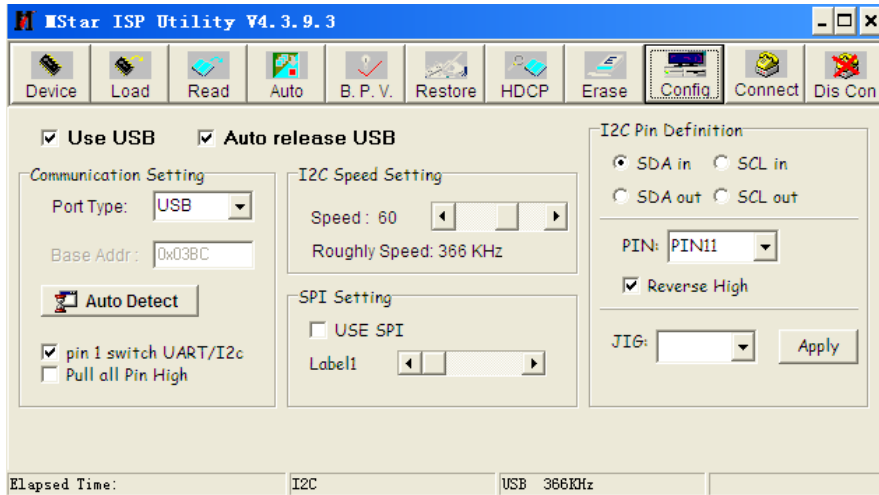 MStar ISP Utility V4.3.9.3
Device Load Read Auto B. P. V. Restore HDCP Erase Config Connect Dis Con
Use USB Auto release USB
Communication Setting
Port Type: USB
Base Addr : 0x03BC
Auto Detect
pin 1 switch UART/I2c
Pull all Pin High
I2C Speed Setting
Speed : 60
Roughly Speed: 366 KHz
SPI Setting
USE SPI
Label1
I2C Pin Definition
SDA in SCL in
SDA out SCL out
PIN: PIN11
Reverse High
JIG: Apply
Elapsed Time: I2C USB 366KHz